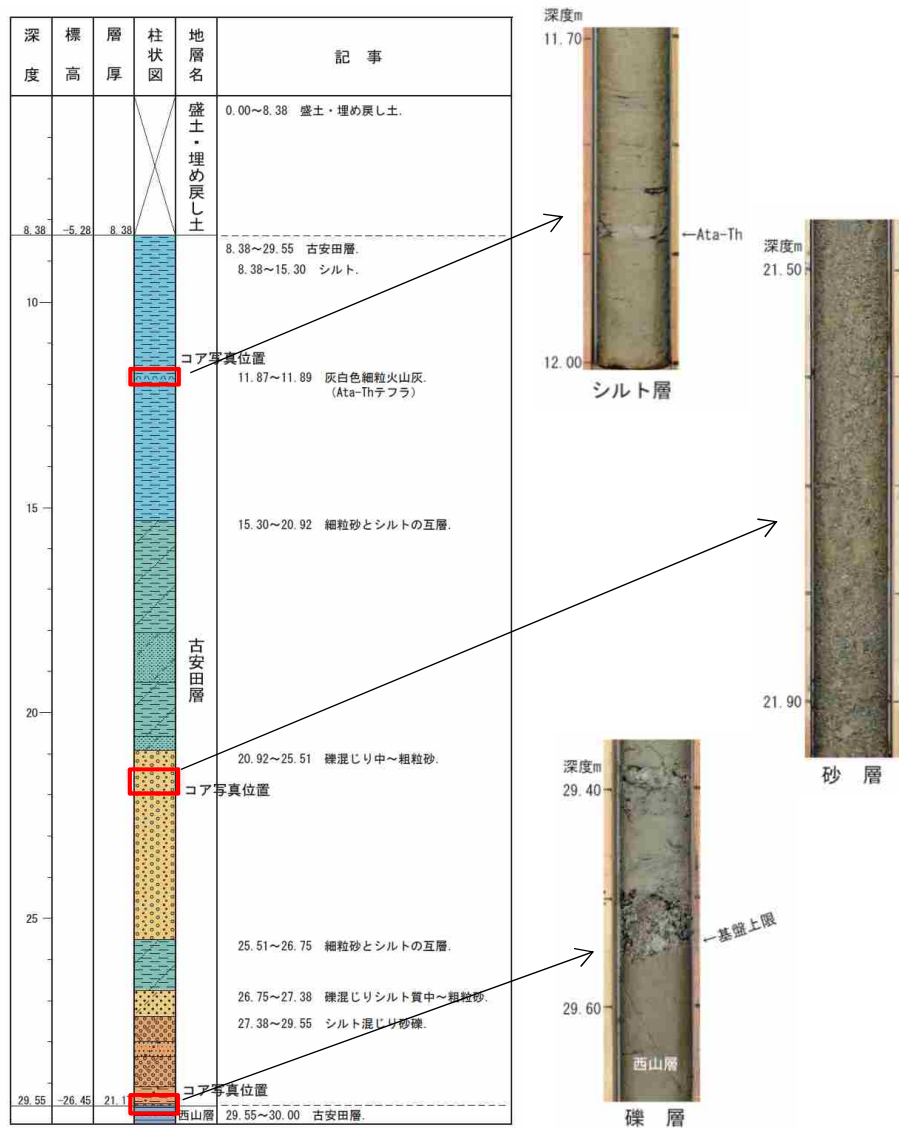 深度
標高
層厚
柱状図
地層名
記事
盛土・埋め戻し土
0.00～8.38 盛土・埋め戻し土.
8.38 -5.28 8.38
8.38～29.55 古安田層.
8.38～15.30 シルト.
10
コア写真位置
11.87～11.89 灰白色細粒火山灰.
(Ata-Thテフラ)
15
15.30～20.92 細粒砂とシルトの互層.
古安田層
20
20.92～25.51 礫混じり中～粗粒砂.
コア写真位置
25
25.51～26.75 細粒砂とシルトの互層.
26.75～27.38 礫混じりシルト質中～粗粒砂.
27.38～29.55 シルト混じり砂礫.
コア写真位置
29.55 -26.45 21.1
西山層
29.55～30.00 古安田層.
深度m
11.70
←Ata-Th
12.00
シルト層
深度m
21.50
21.90
砂 層
深度m
29.40
←基盤上限
29.60
西山層
礫 層